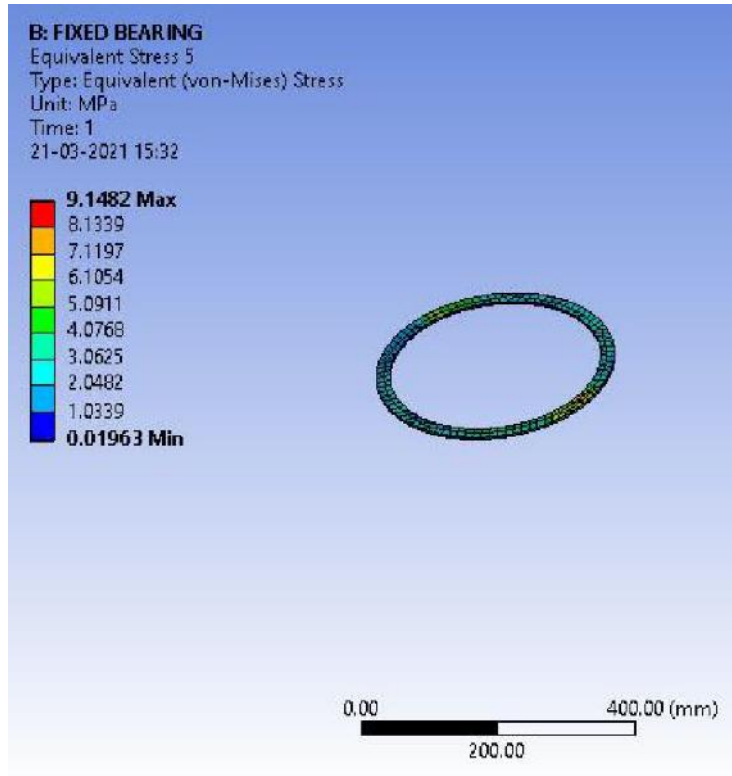 B: FIXED BEARING
Equivalent Stress 5
Type: Equivalent (von-Mises) Stress
Unit: MPa
Time: 1
21-03-2021 15:32
9.1482 Max
8.1339
7.1197
6.1054
5.0911
4.0768
3.0625
2.0482
1.0339
0.01963 Min
0.00 400.00 (mm)
200.00